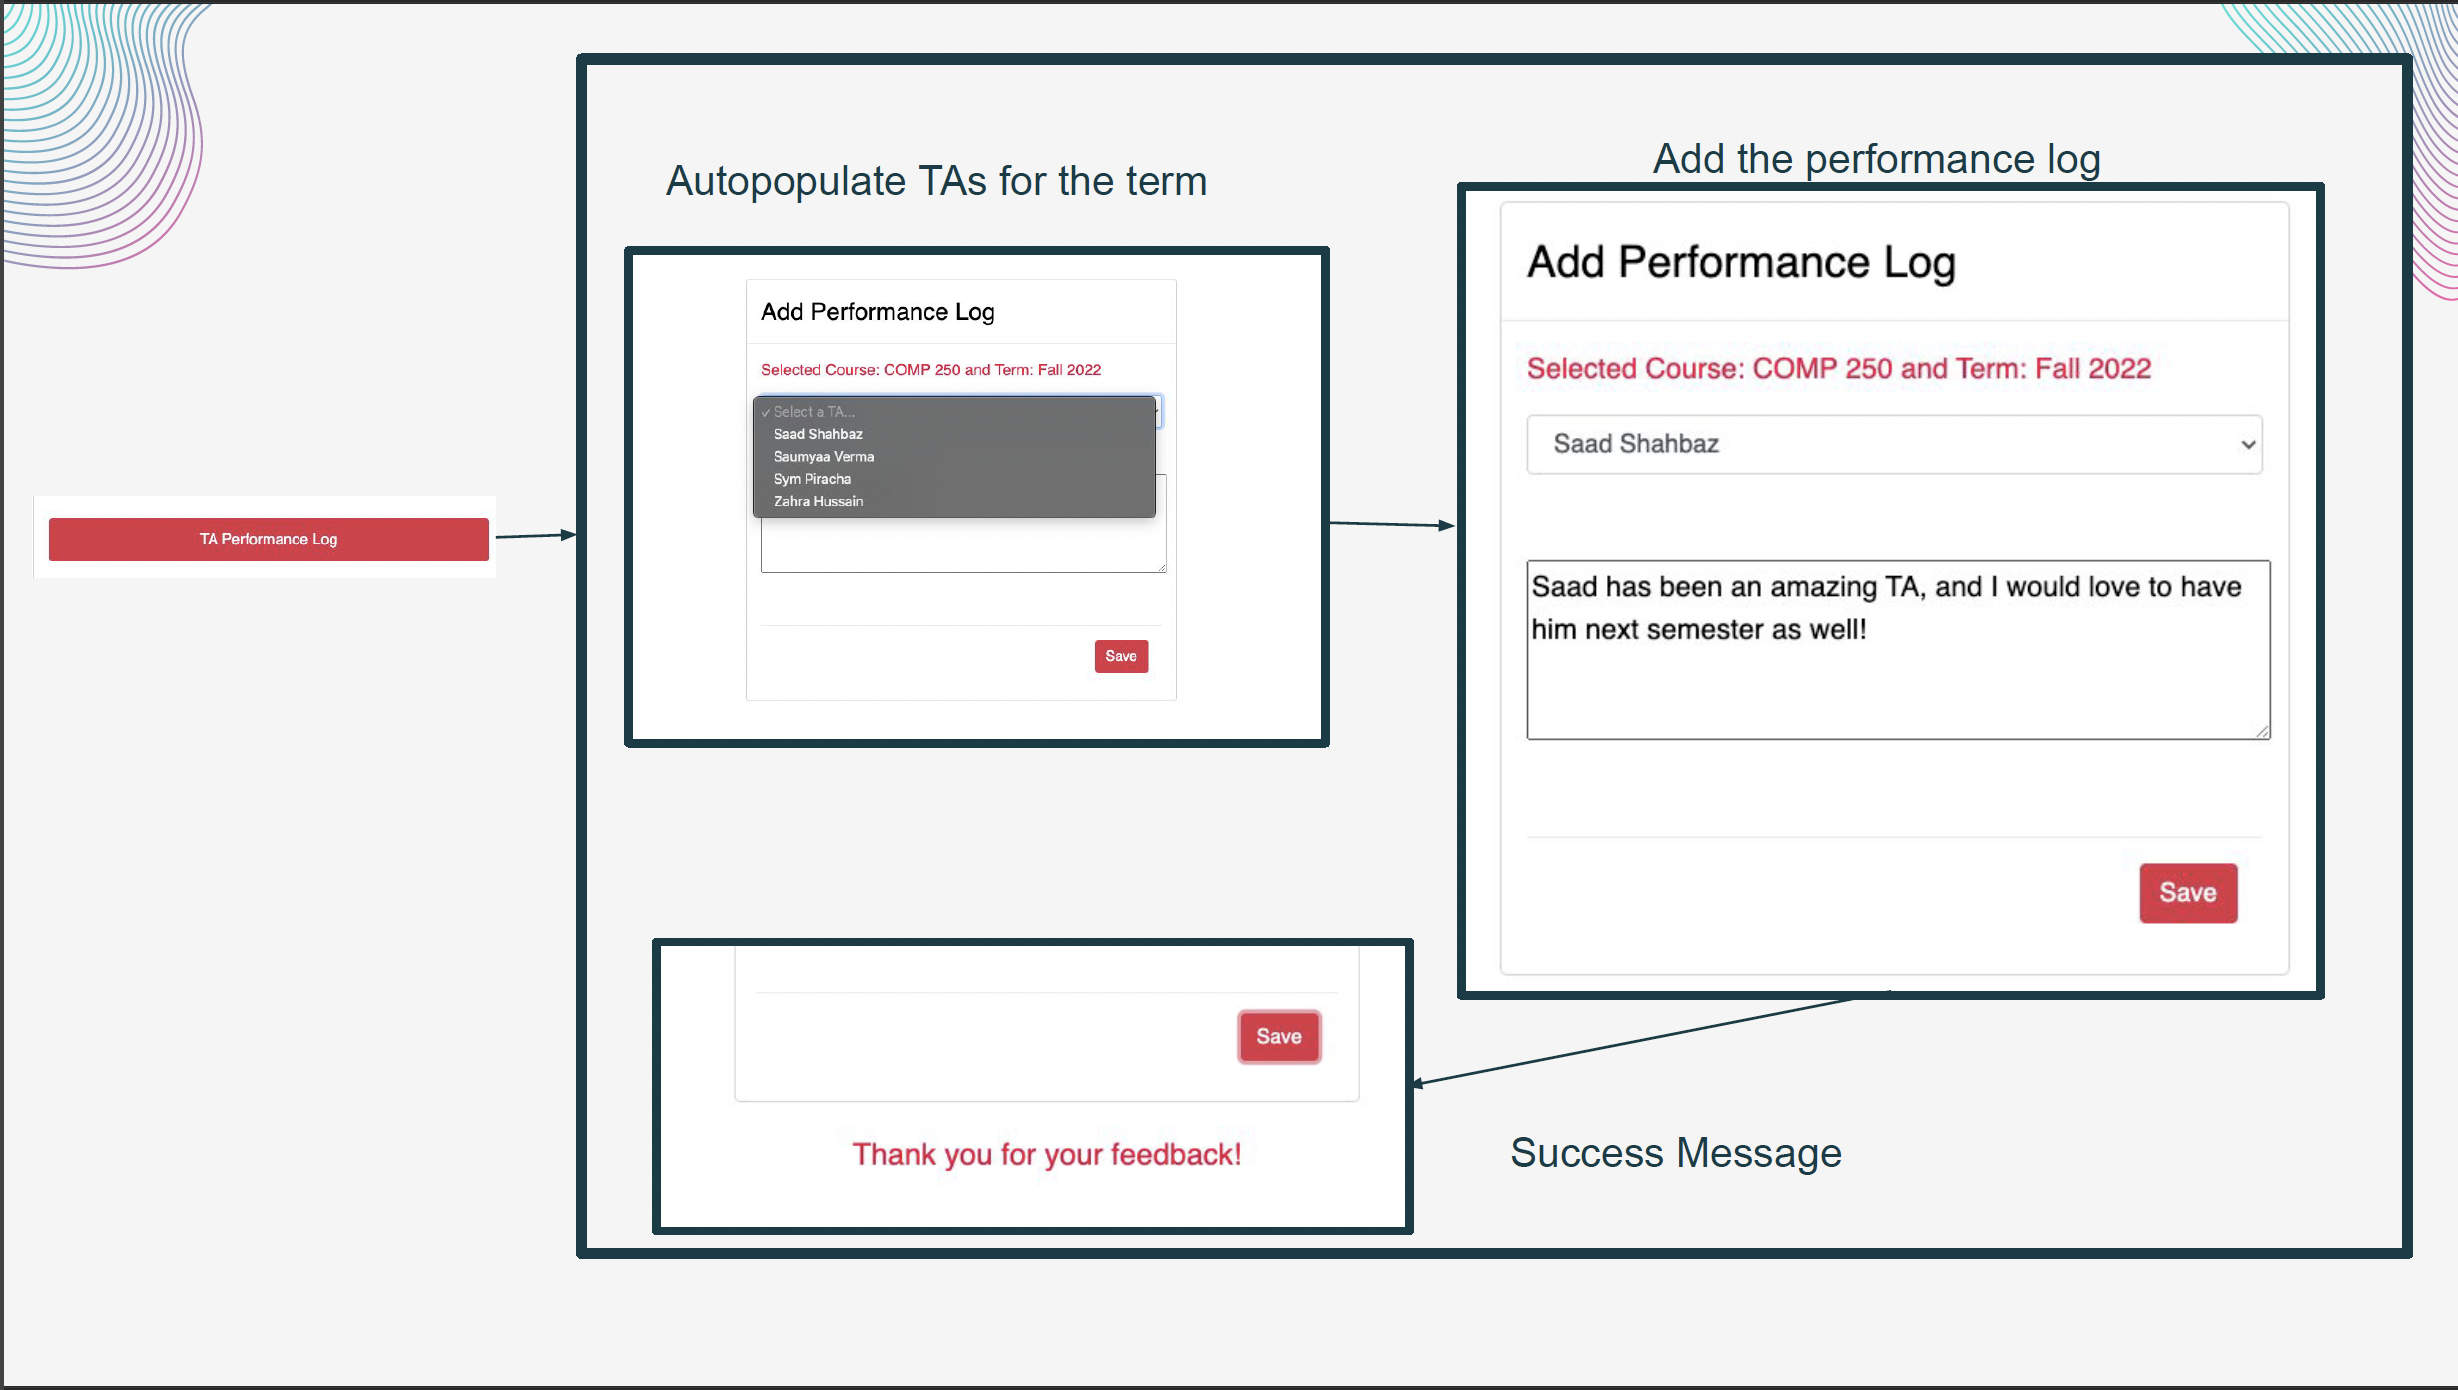 TA Performance Log
Autopopulate TAs for the term
Add Performance Log
Selected Course: COMP 250 and Term: Fall 2022
✓ Select a TA...
Saad Shahbaz
Saumyaa Verma
Sym Piracha
Zahra Hussain
Save
Add the performance log
Add Performance Log
Selected Course: COMP 250 and Term: Fall 2022
Saad Shahbaz
Saad has been an amazing TA, and I would love to have
him next semester as well!
Save
Save
Thank you for your feedback!
Success Message